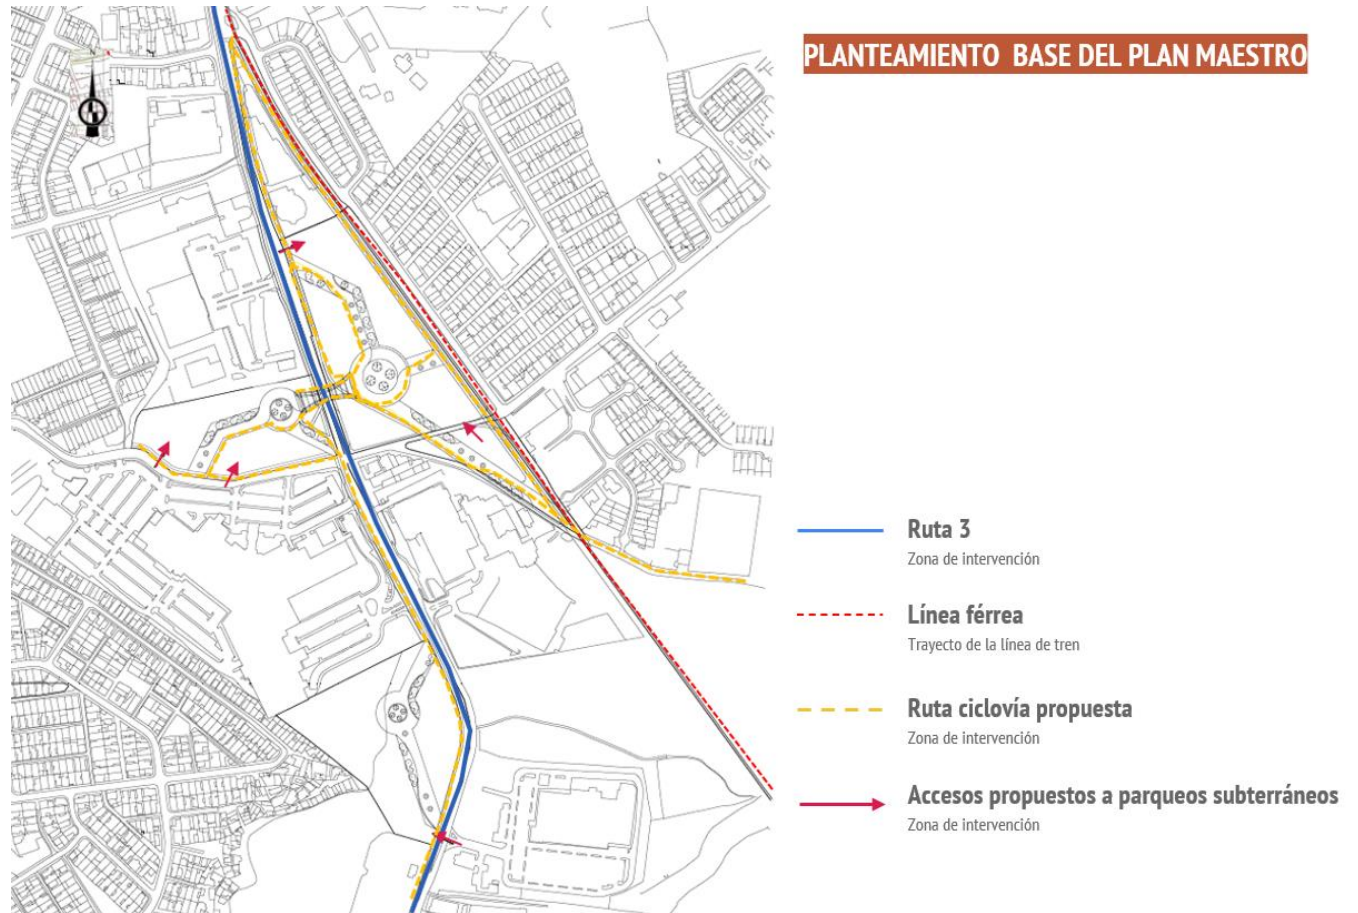 PLANTEAMIENTO BASE DEL PLAN MAESTRO
Ruta 3
Zona de intervención
Línea férrea
Trayecto de la línea de tren
Ruta ciclovía propuesta
Zona de intervención
Accesos propuestos a parqueos subterráneos
Zona de intervención